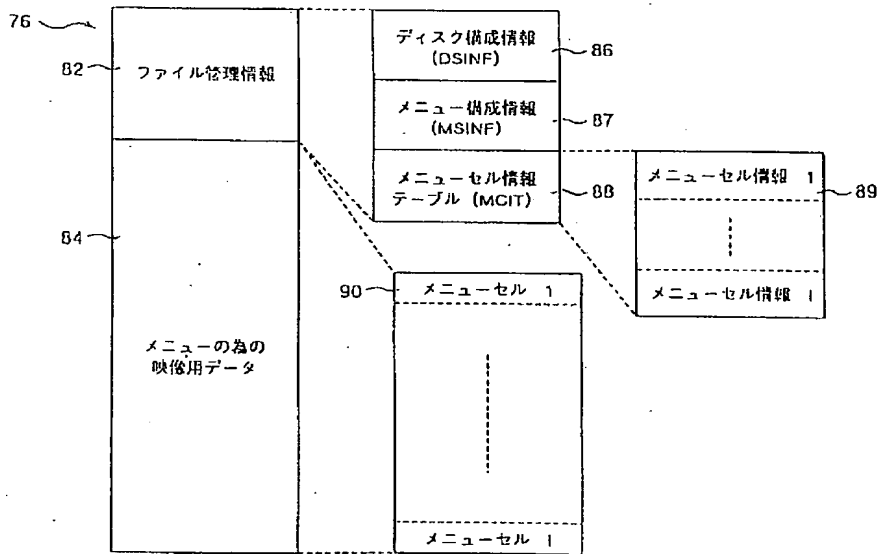 76
82
ファイル管理情報
84
メニューの為の
映像用データ
ディスク構成情報
(DSINF)
86
メニュー構成情報
(MSINF)
87
メニューセル情報
テーブル (MCIT)
88
メニューセル情報 1
89
メニューセル情報 I
90
メニューセル 1
メニューセル I